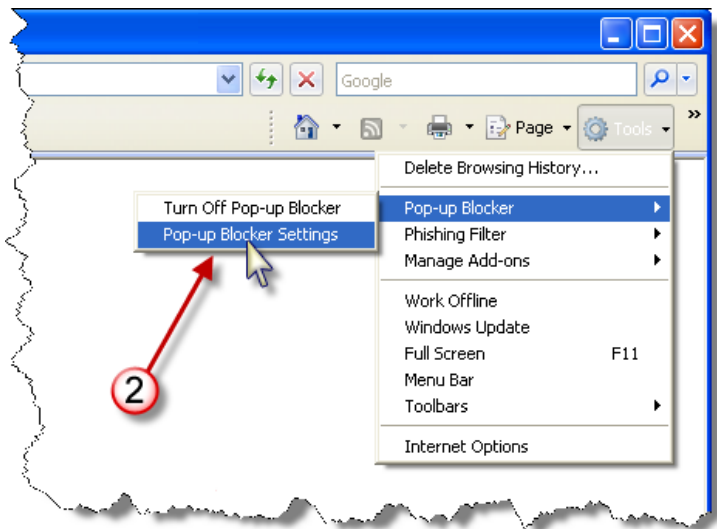 Google
Page
Tools
»
Delete Browsing History...
Turn Off Pop-up Blocker
Pop-up Blocker
Pop-up Blocker Settings
Phishing Filter
Manage Add-ons
Work Offline
Windows Update
Full Screen F11
Menu Bar
2
Toolbars
Internet Options